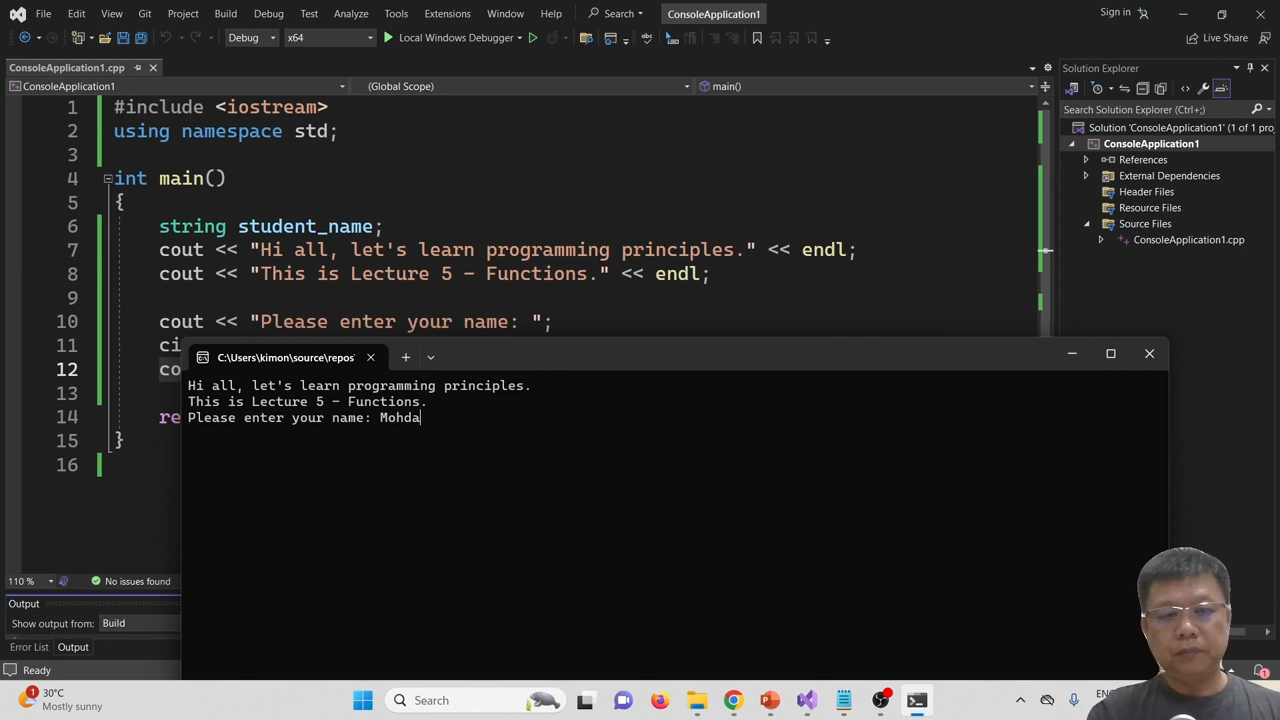 File Edit View Git Project Build Debug Test Analyze Tools Extensions Window Help Search ConsoleApplication1 Sign in
Debug x64 Local Windows Debugger Live Share
ConsoleApplication1.cpp
ConsoleApplication1 (Global Scope) main()
1 #include <iostream>
2 using namespace std;
3
4 int main()
5 {
6 string student_name;
7 cout << "Hi all, let's learn programming principles." << endl;
8 cout << "This is Lecture 5 - Functions." << endl;
9
10 cout << "Please enter your name: ";
11 ci
12 co
13
14 re
15 }
16
110 % No issues found
Output
Show output from: Build
Error List Output
Ready
C:\Users\kimon\source\repos'
Hi all, let's learn programming principles.
This is Lecture 5 - Functions.
Please enter your name: Mohda
Solution Explorer
Search Solution Explorer (Ctrl+;)
Solution 'ConsoleApplication1' (1 of 1 pro
ConsoleApplication1
References
External Dependencies
Header Files
Resource Files
Source Files
ConsoleApplication1.cpp
1
30°C
Mostly sunny
Search
ENG
1